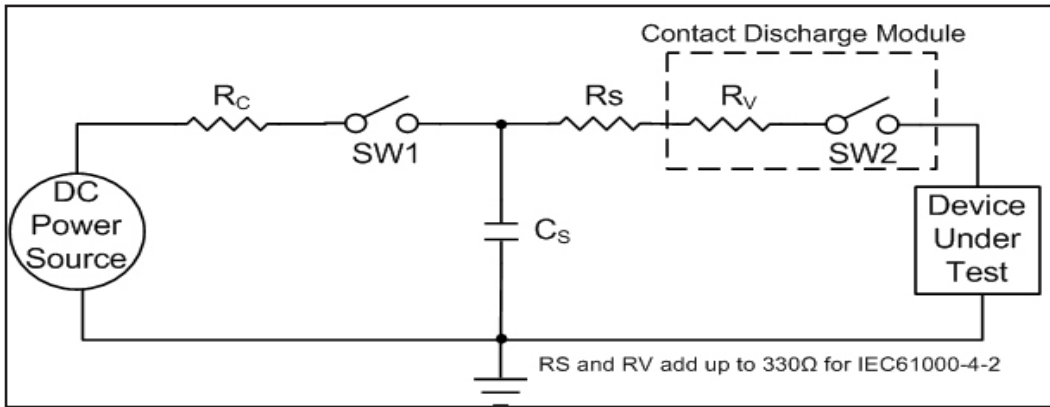 Contact Discharge Module
RC
SW1
Rs
RV
SW2
DC
Power
Source
CS
Device
Under
Test
RS and RV add up to 330Ω for IEC61000-4-2